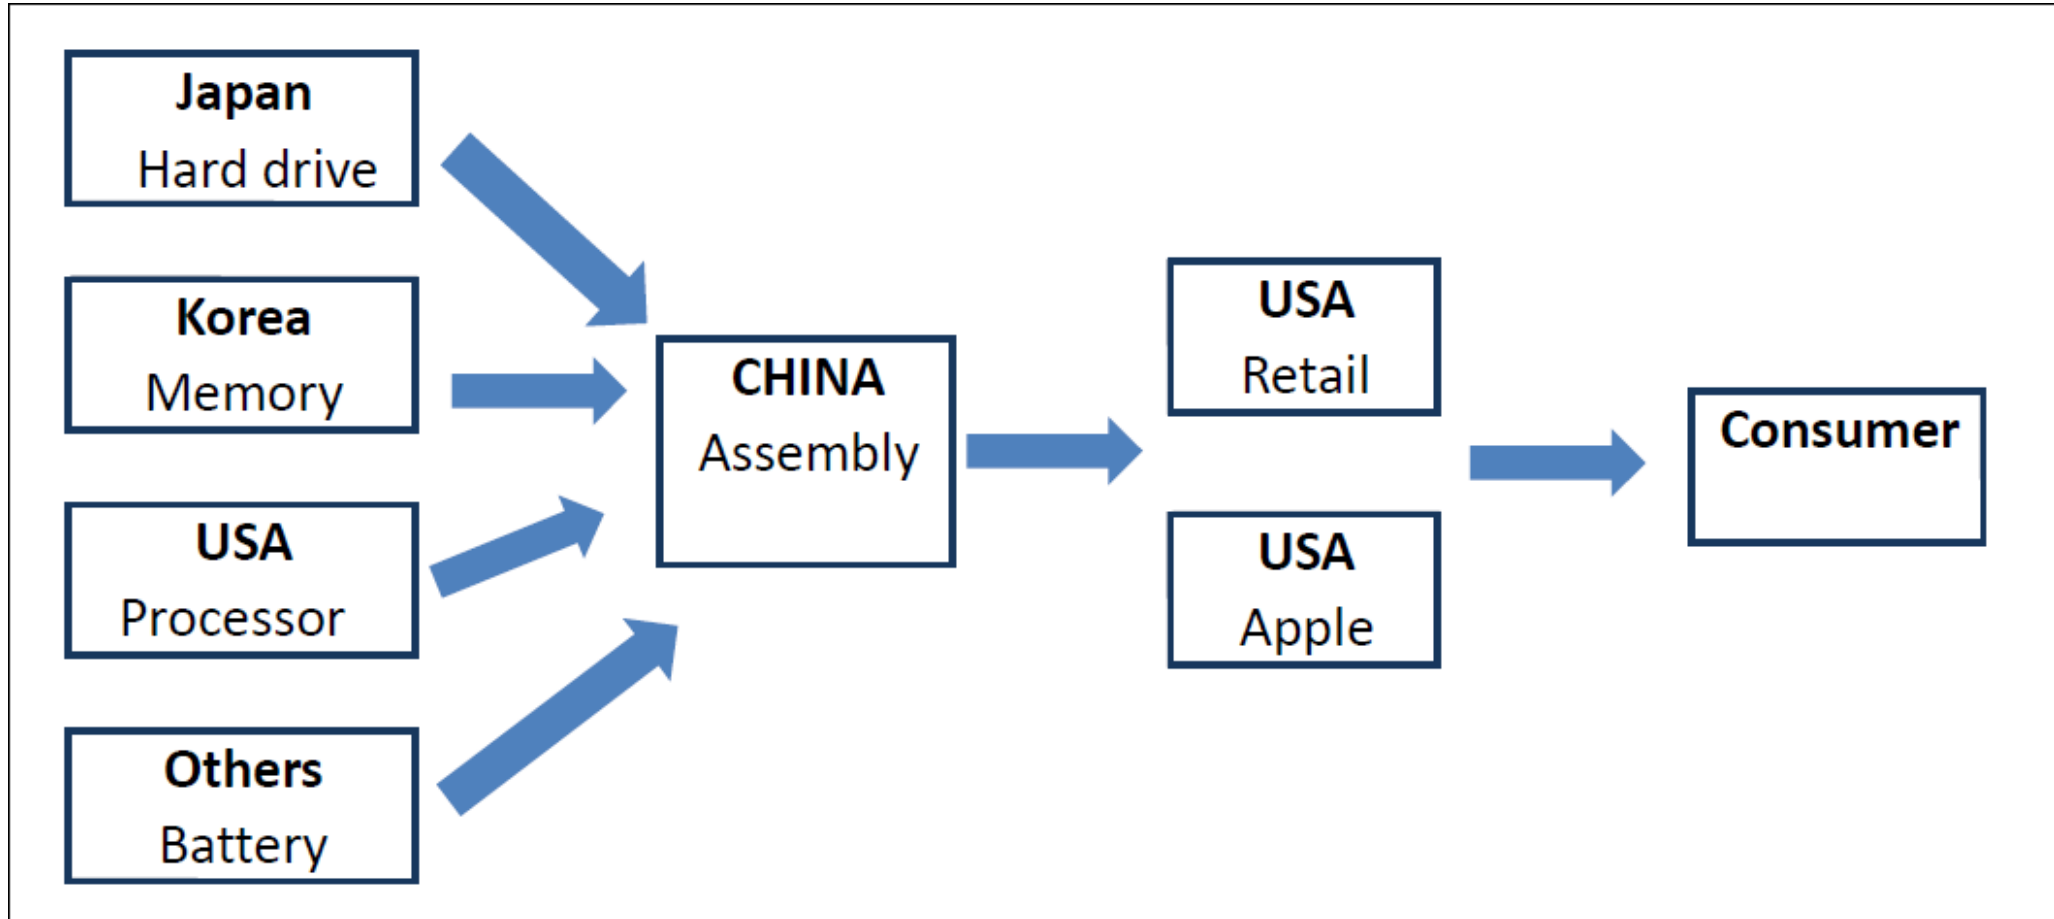 Japan
Hard drive
Korea
Memory
USA
Processor
Others
Battery
CHINA
Assembly
USA
Retail
USA
Apple
Consumer